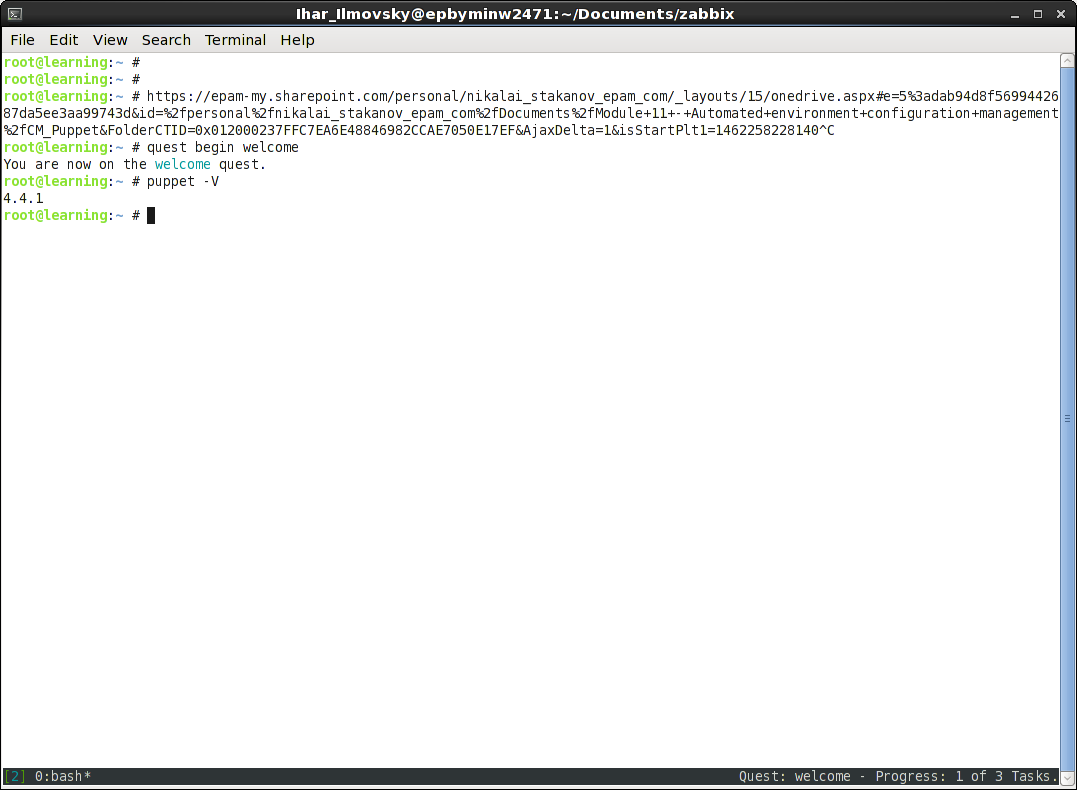 Ihar_Ilmovsky@epbyminw2471:~/Documents/zabbix
File Edit View Search Terminal Help
root@learning:~ #
root@learning:~ #
root@learning:~ # https://epam-my.sharepoint.com/personal/nikalai_stakanov_epam_com/_layouts/15/onedrive.aspx#e=5%3adab94d8f56994426
87da5ee3aa99743d&id=%2fpersonal%2fnikalai_stakanov_epam_com%2fDocuments%2fModule+11+-+Automated+environment+configuration+management
%2fCM_Puppet&FolderCTID=0x012000237FFC7EA6E48846982CCAE7050E17EF&AjaxDelta=1&isStartPlt1=1462258228140^C
root@learning:~ # quest begin welcome
You are now on the welcome quest.
root@learning:~ # puppet -V
4.4.1
root@learning:~ #
[2] 0:bash* Quest: welcome - Progress: 1 of 3 Tasks.